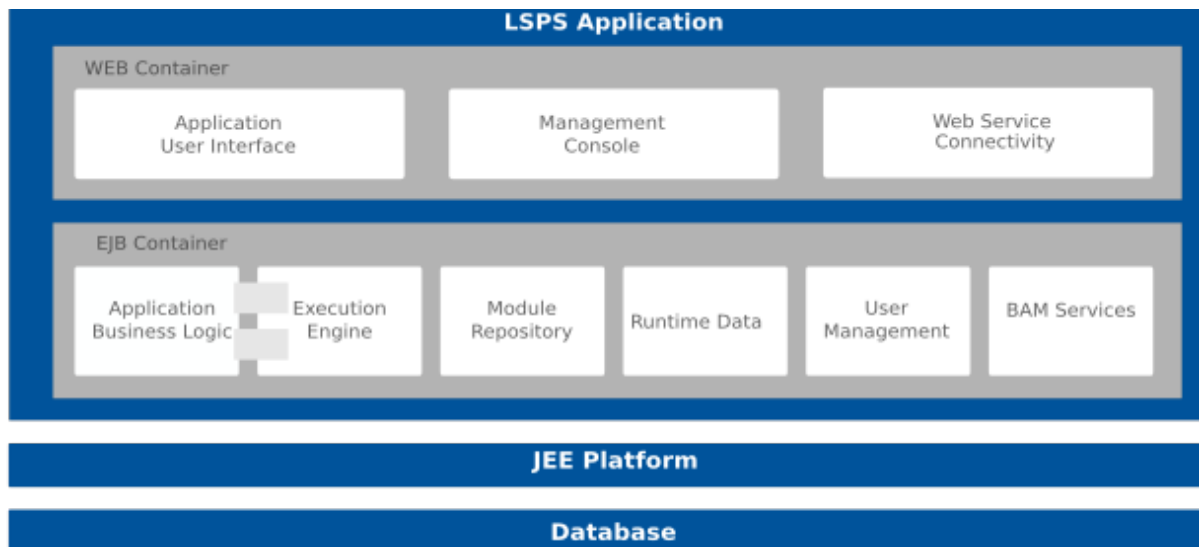 LSPS Application
WEB Container
Application
User Interface
Management
Console
Web Service
Connectivity
EJB Container
Application
Business Logic
Execution
Engine
Module
Repository
Runtime Data
User
Management
BAM Services
JEE Platform
Database